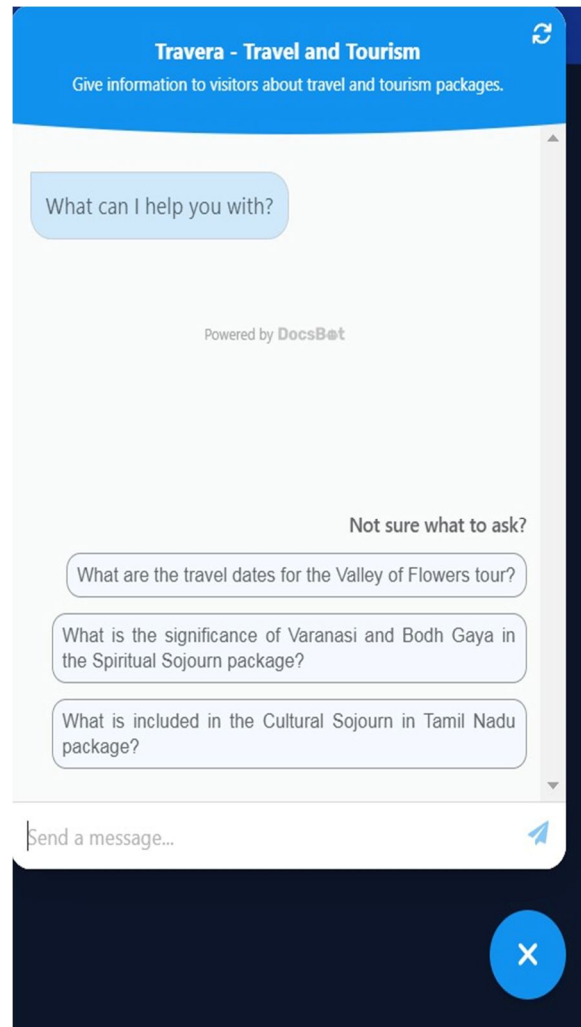 Travera - Travel and Tourism
Give information to visitors about travel and tourism packages.
What can I help you with?
Powered by DocsBot
Not sure what to ask?
What are the travel dates for the Valley of Flowers tour?
What is the significance of Varanasi and Bodh Gaya in
the Spiritual Sojourn package?
What is included in the Cultural Sojourn in Tamil Nadu
package?
Send a message...